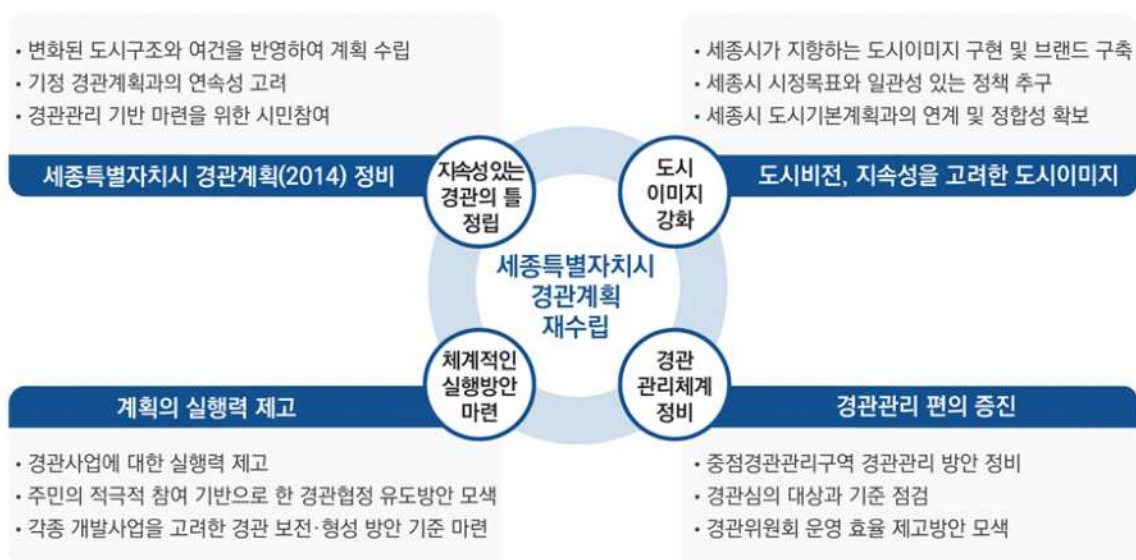 • 변화된 도시구조와 여건을 반영하여 계획 수립
• 기정 경관계획과의 연속성 고려
• 경관관리 기반 마련을 위한 시민참여
세종특별자치시 경관계획(2014) 정비
지속성 있는
경관의 틀
정립
• 세종시가 지향하는 도시이미지 구현 및 브랜드 구축
• 세종시 시정목표와 일관성 있는 정책 추구
• 세종시 도시기본계획과의 연계 및 정합성 확보
도시
이미지
강화
도시비전, 지속성을 고려한 도시이미지
세종특별자치시
경관계획
재수립
체계적인
실행방안
마련
계획의 실행력 제고
• 경관사업에 대한 실행력 제고
• 주민의 적극적 참여 기반으로 한 경관협정 유도방안 모색
• 각종 개발사업을 고려한 경관 보전·형성 방안 기준 마련
경관
관리체계
정비
경관관리 편의 증진
• 중점경관관리구역 경관관리 방안 정비
• 경관심의 대상과 기준 점검
• 경관위원회 운영 효율 제고방안 모색